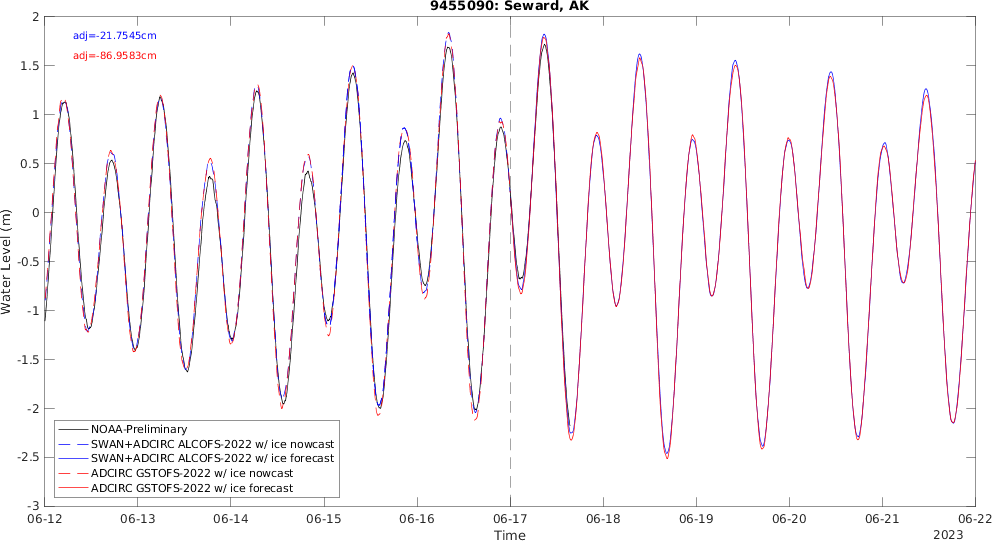 9455090: Seward, AK
adj=-21.7545cm
adj=-86.9583cm
2
1.5
1
0.5
0
-0.5
-1
-1.5
-2
-2.5
-3
Water Level (m)
NOAA-Preliminary
SWAN+ADCIRC ALCOFS-2022 w/ ice nowcast
SWAN+ADCIRC ALCOFS-2022 w/ ice forecast
ADCIRC GSTOFS-2022 w/ ice nowcast
ADCIRC GSTOFS-2022 w/ ice forecast
06-12 06-13 06-14 06-15 06-16 06-17 06-18 06-19 06-20 06-21 06-22
Time
2023